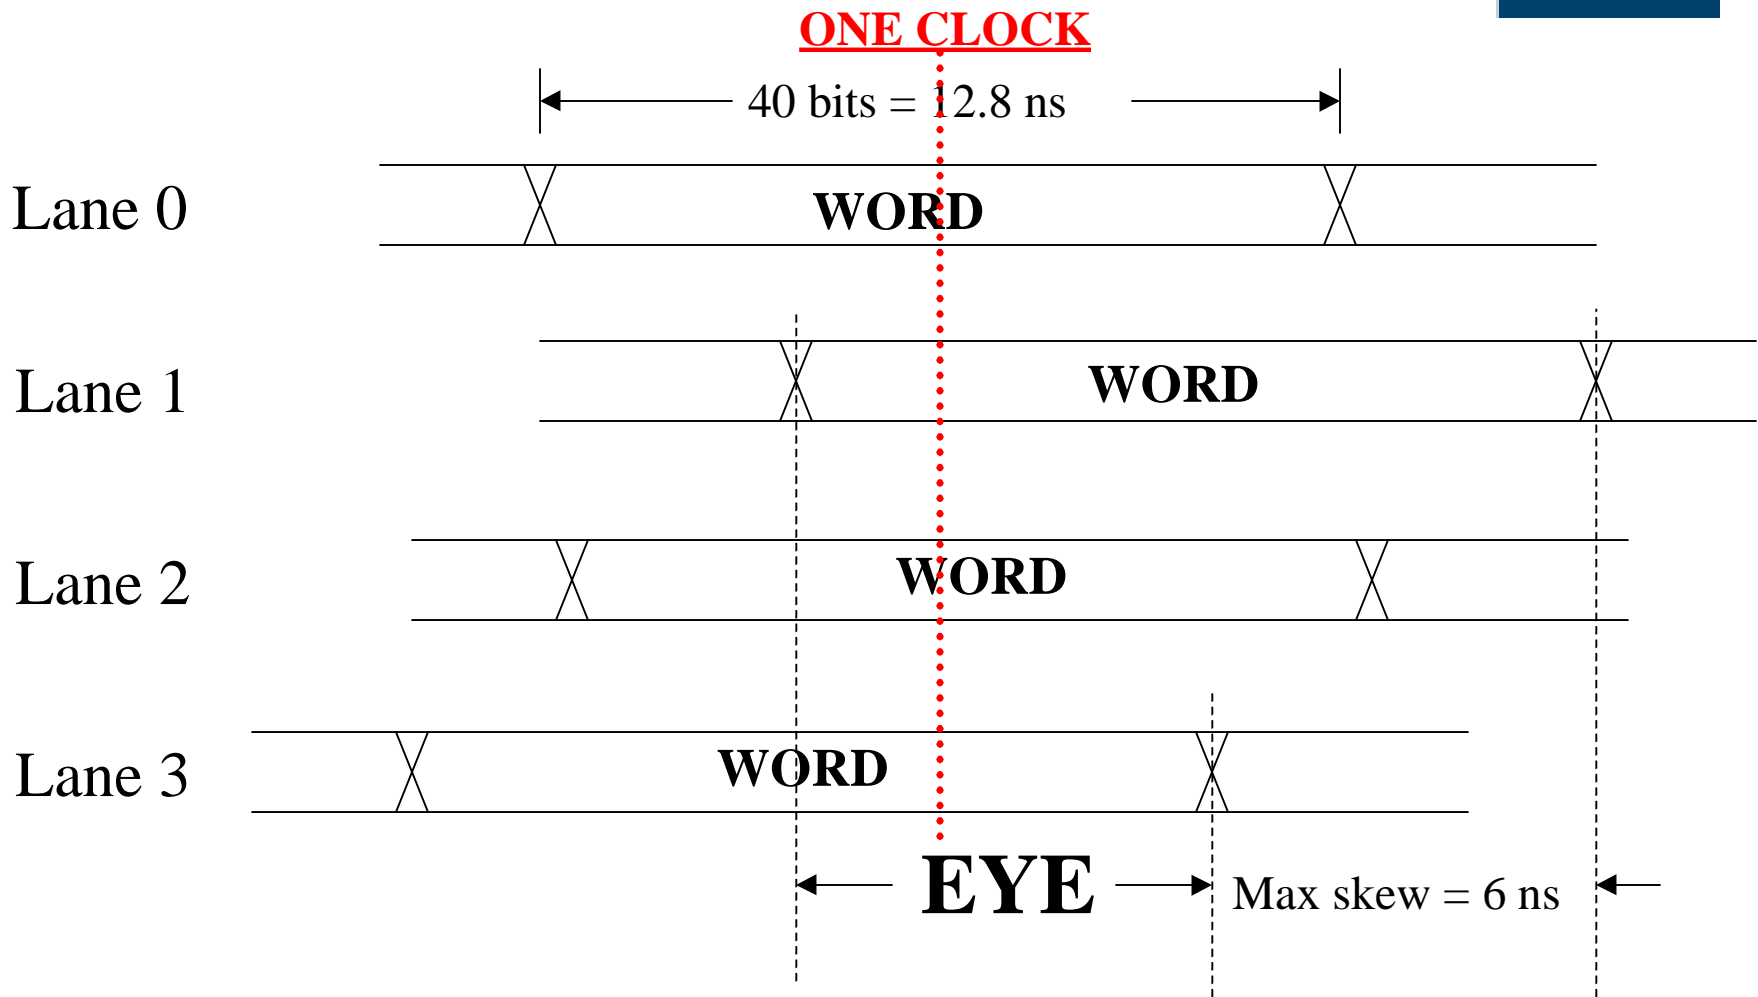 ONE CLOCK
40 bits = 12.8 ns
Lane 0
WORD
Lane 1
WORD
Lane 2
WORD
Lane 3
WORD
EYE
Max skew = 6 ns